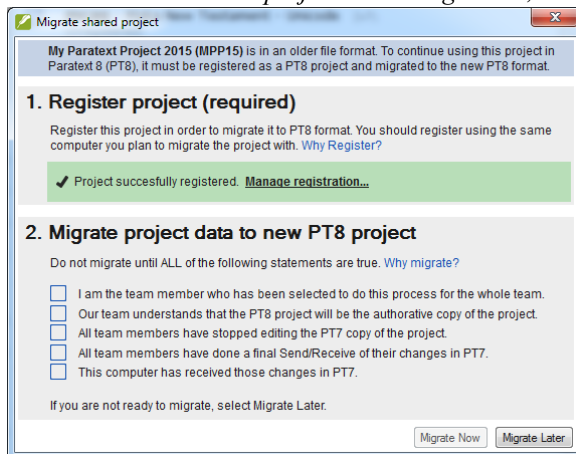 Migrate shared project
My Paratext Project 2015 (MPP15) is in an older file format. To continue using this project in
Paratext 8 (PT8), it must be registered as a PT8 project and migrated to the new PT8 format.
1. Register project (required)
Register this project in order to migrate it to PT8 format. You should register using the same
computer you plan to migrate the project with. Why Register?
✔ Project succesfully registered. Manage registration...
2. Migrate project data to new PT8 project
Do not migrate until ALL of the following statements are true. Why migrate?
I am the team member who has been selected to do this process for the whole team.
Our team understands that the PT8 project will be the authorative copy of the project.
All team members have stopped editing the PT7 copy of the project.
All team members have done a final Send/Receive of their changes in PT7.
This computer has received those changes in PT7.
If you are not ready to migrate, select Migrate Later.
Migrate Now Migrate Later